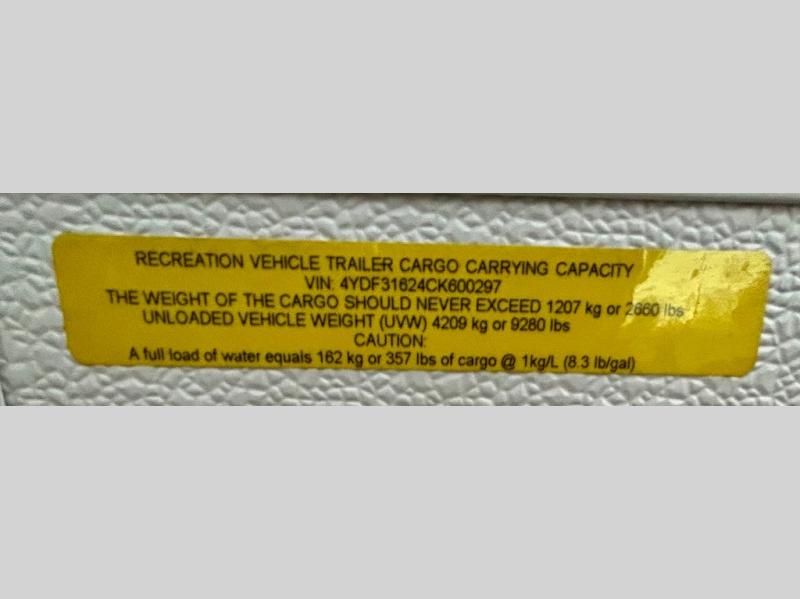 RECREATION VEHICLE TRAILER CARGO CARRYING CAPACITY
VIN: 4YDF31624CK600297
THE WEIGHT OF THE CARGO SHOULD NEVER EXCEED 1207 kg or 2660 lbs
UNLOADED VEHICLE WEIGHT (UVW) 4209 kg or 9280 lbs
CAUTION:
A full load of water equals 162 kg or 357 lbs of cargo @ 1kg/L (8.3 lb/gal)